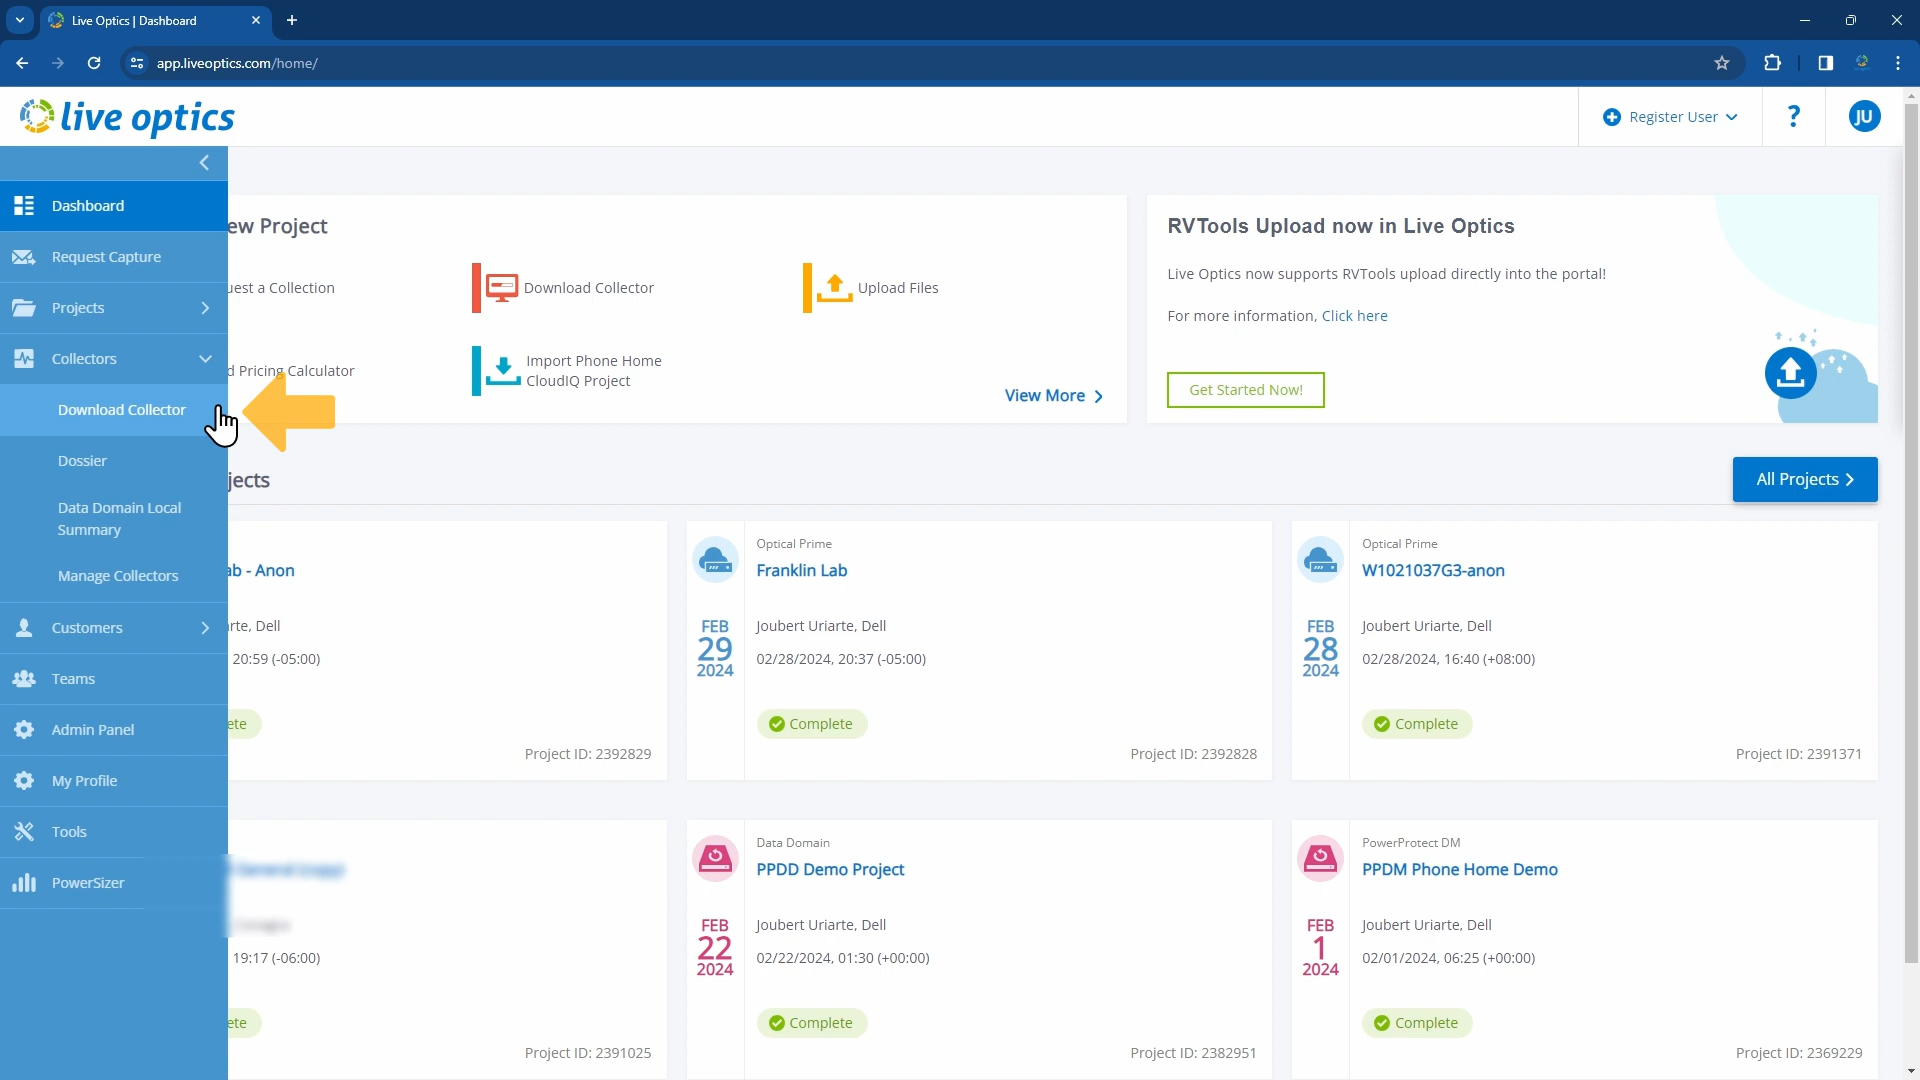 Live Optics | Dashboard
app.liveoptics.com/home/
live optics
Register User
?
JU
Dashboard
Request Capture
Projects
Collectors
Download Collector
Dossier
Data Domain Local
Summary
Manage Collectors
Customers
Teams
Admin Panel
My Profile
Tools
PowerSizer
ew Project
uest a Collection
Download Collector
Upload Files
d Pricing Calculator
Import Phone Home
CloudIQ Project
View More
RVTools Upload now in Live Optics
Live Optics now supports RVTools upload directly into the portal!
For more information, Click here
Get Started Now!
jects
All Projects
ab - Anon
rte, Dell
20:59 (-05:00)
ete
Project ID: 2392829
Optical Prime
Franklin Lab
FEB
29
2024
Joubert Uriarte, Dell
02/28/2024, 20:37 (-05:00)
Complete
Project ID: 2392828
Optical Prime
W1021037G3-anon
FEB
28
2024
Joubert Uriarte, Dell
02/28/2024, 16:40 (+08:00)
Complete
Project ID: 2391371
19:17 (-06:00)
ete
Project ID: 2391025
Data Domain
PPDD Demo Project
FEB
22
2024
Joubert Uriarte, Dell
02/22/2024, 01:30 (+00:00)
Complete
Project ID: 2382951
PowerProtect DM
PPDM Phone Home Demo
FEB
1
2024
Joubert Uriarte, Dell
02/01/2024, 06:25 (+00:00)
Complete
Project ID: 2369229